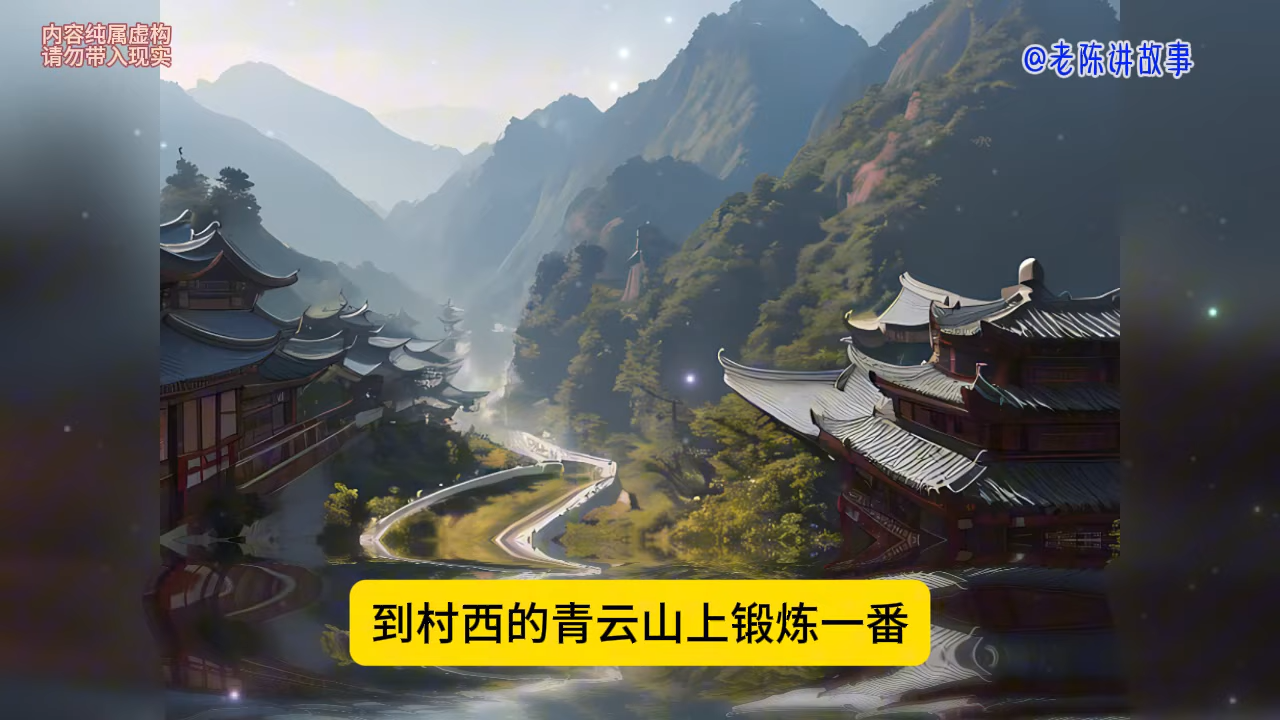 内容纯属虚构
请勿带入现实
@老陈讲故事
到村西的青云山上锻炼一番